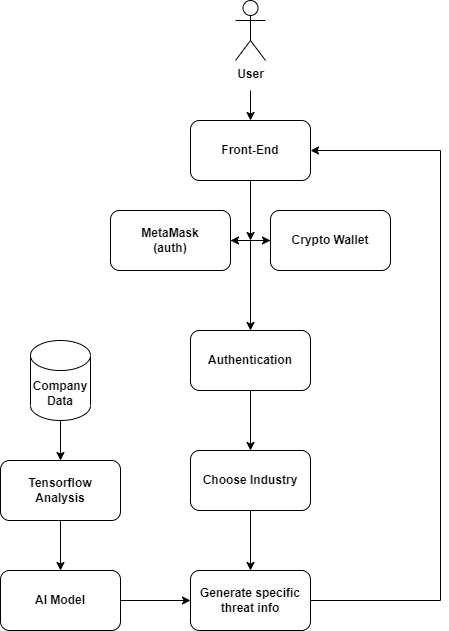 User
Front-End
MetaMask
(auth)
Crypto Wallet
Authentication
Company
Data
Choose Industry
Tensorflow
Analysis
AI Model
Generate specific
threat info